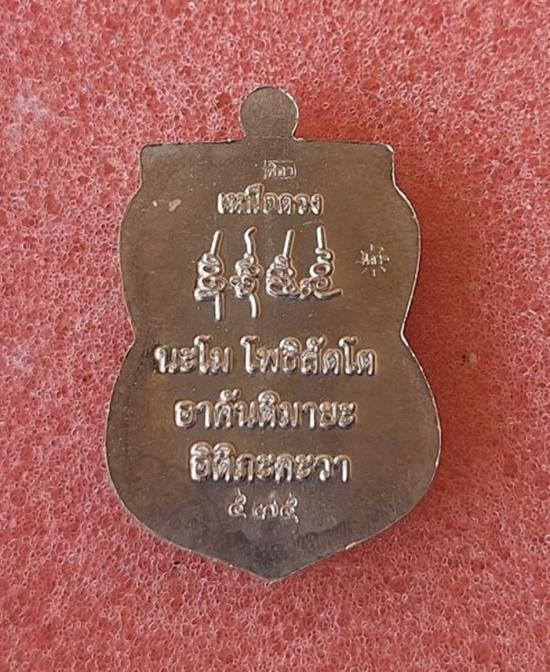 เหนือดวง
นะโม โพธิสัตโต
อาคันติมายะ
อิติภะคะวา
๕๗๕